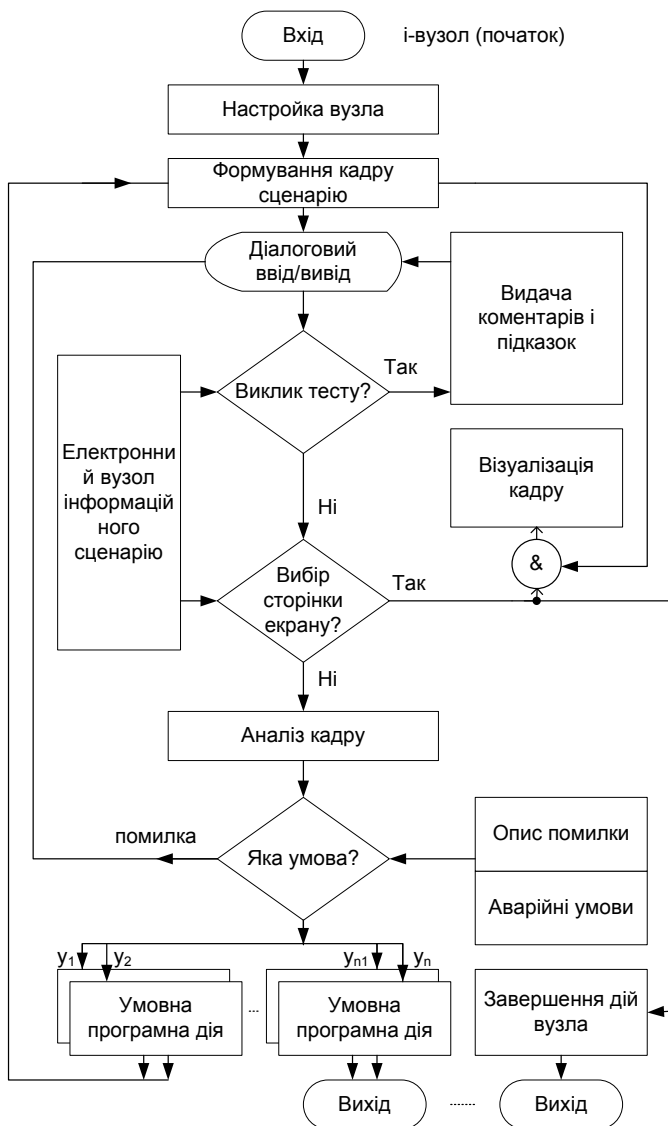 Вхід
i-вузол (початок)
Настройка вузла
Формування кадру
сценарію
Діалоговий
ввід/вивід
Видача
коментарів і
підказок
Виклик тесту?
Так
Електронни
й вузол
інформацій
ного сценарію
Візуалізація
кадру
Ні
&
Вибір
сторінки
екрану?
Так
Ні
Аналіз кадру
помилка
Яка умова?
Опис помилки
Аварійні умови
y1 y2 yn1 yn
Умовна
програмна дія
...
Умовна
програмна дія
Завершення дій
вузла
Вихід ........ Вихід